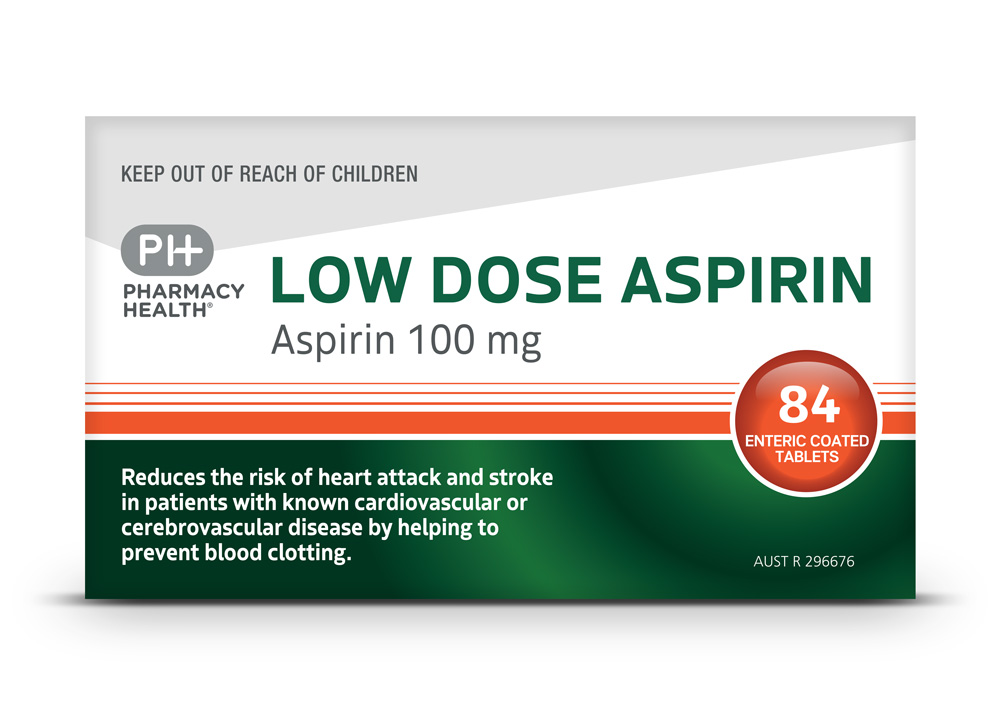 KEEP OUT OF REACH OF CHILDREN
PH
PHARMACY
HEALTH®
LOW DOSE ASPIRIN
Aspirin 100 mg
84
ENTERIC COATED
TABLETS
Reduces the risk of heart attack and stroke
in patients with known cardiovascular or
cerebrovascular disease by helping to
prevent blood clotting.
AUST R 296676